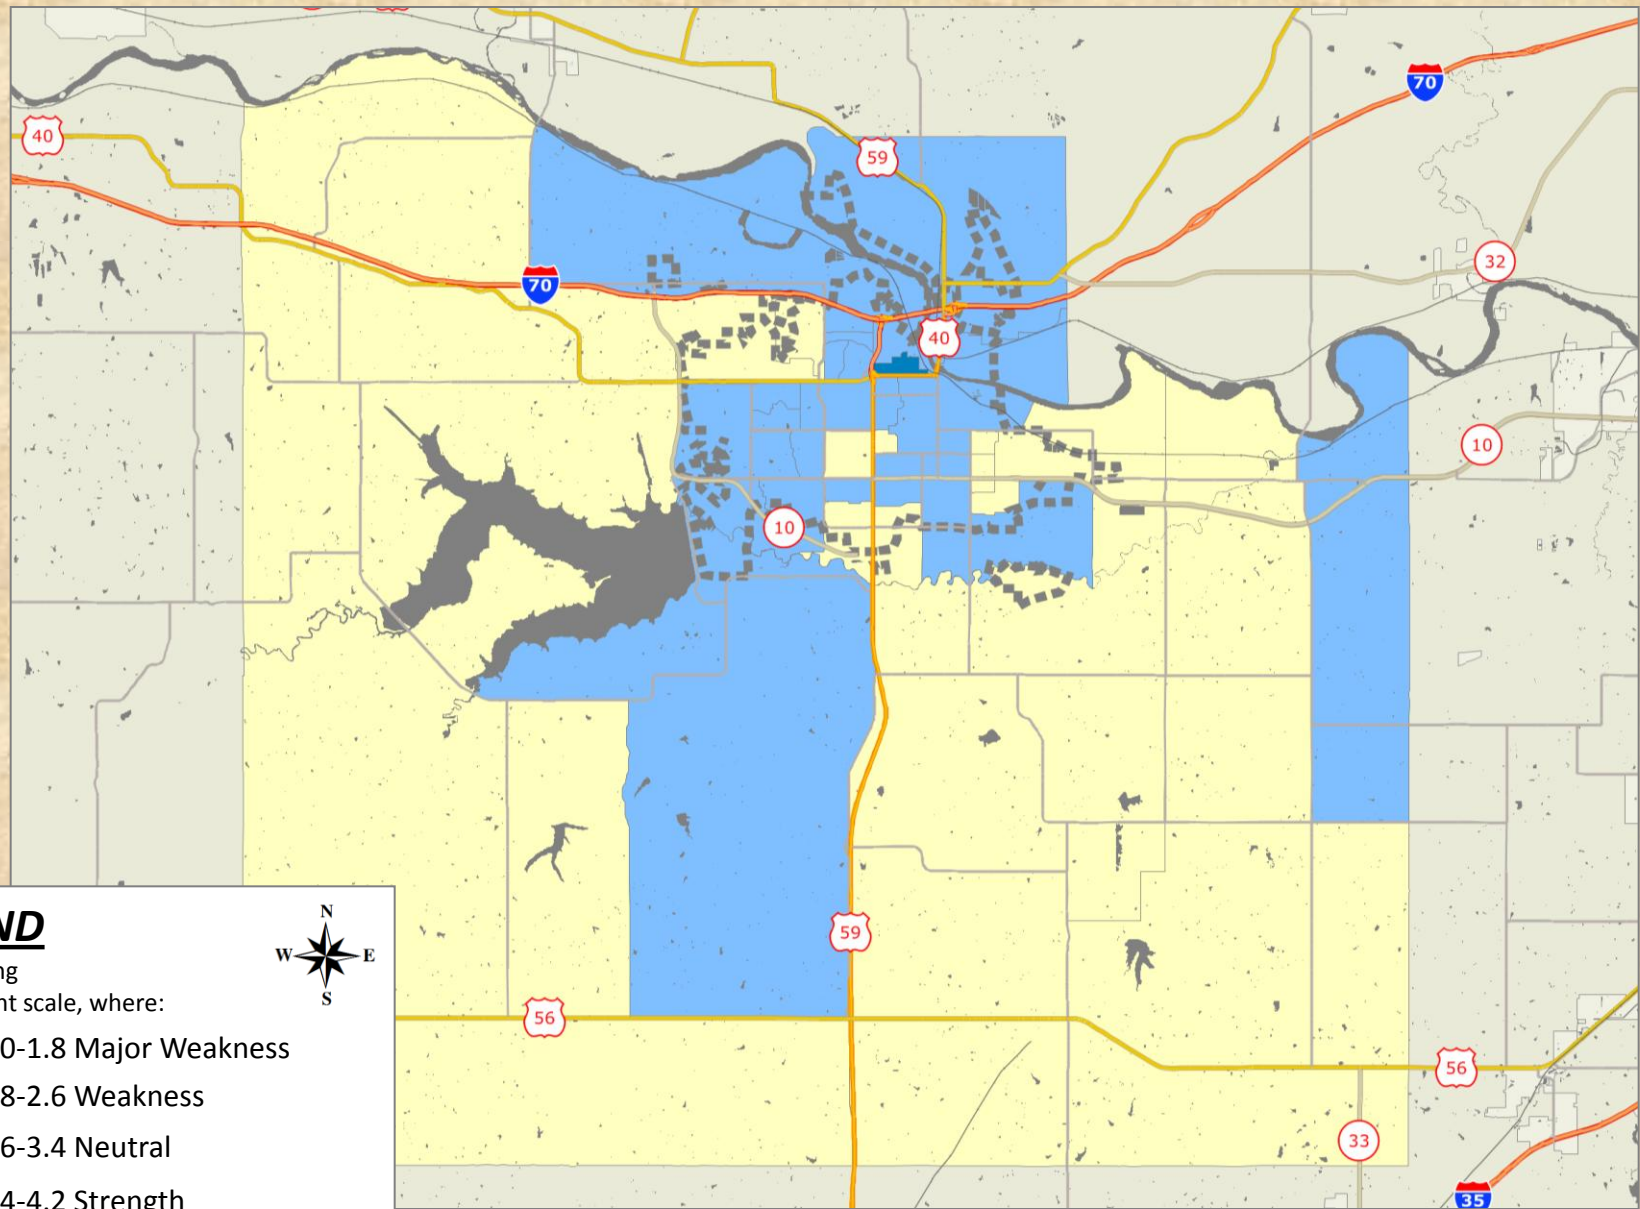 70
40
59
32
70
40
10
10
59
56
56
33
35
ND
N
W E
S
ng
nt scale, where:
0-1.8 Major Weakness
8-2.6 Weakness
6-3.4 Neutral
4-4.2 Strength